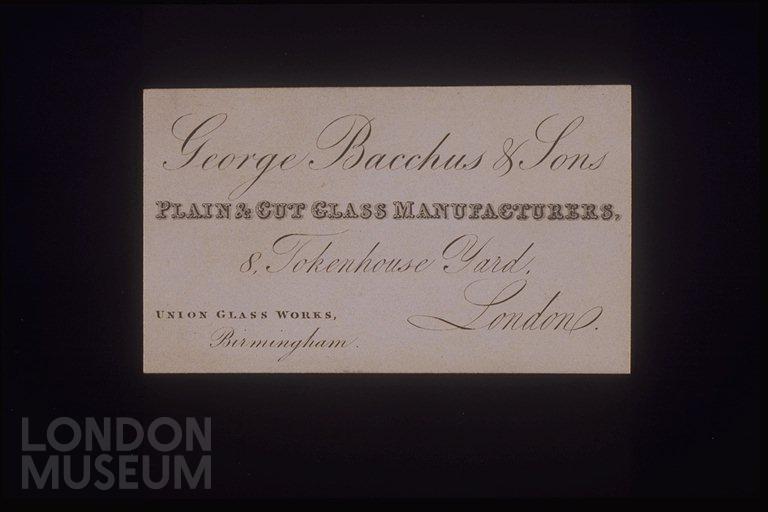 George Bacchus & Sons
PLAIN & CUT GLASS MANUFACTURERS,
8, Tokenhouse Yard,
London.
UNION GLASS WORKS,
Birmingham.
LONDON
MUSEUM